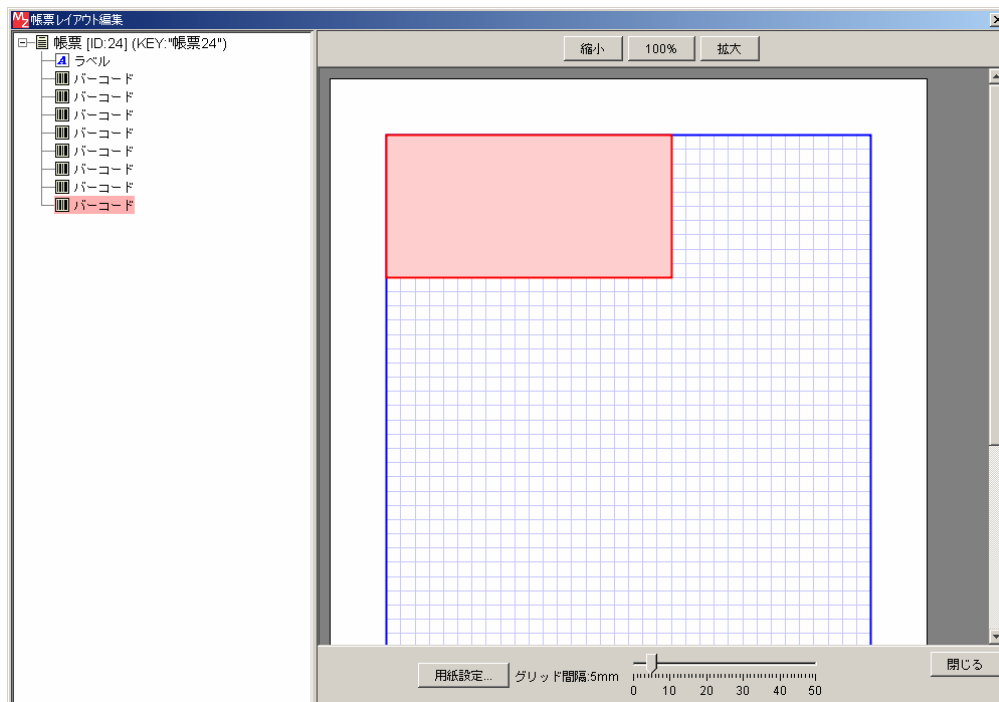 MZ 帳票レイアウト編集
帳票 [ID:24] (KEY:"帳票24")
A ラベル
バーコード
バーコード
バーコード
バーコード
バーコード
バーコード
バーコード
バーコード
縮小 100% 拡大
用紙設定... グリッド間隔:5mm
0 10 20 30 40 50
閉じる